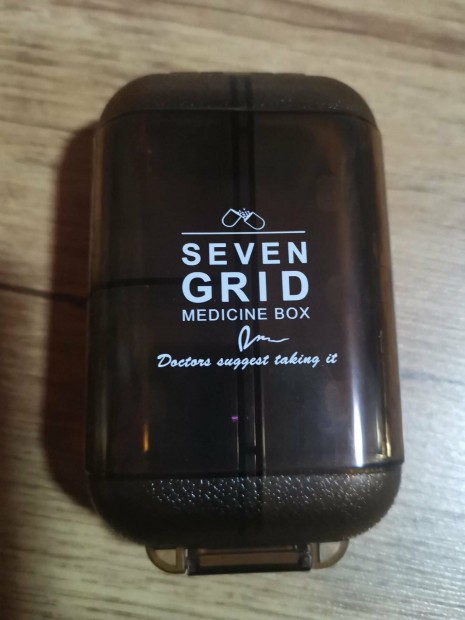 SEVEN
GRID
MEDICINE BOX
Doctors suggest taking it